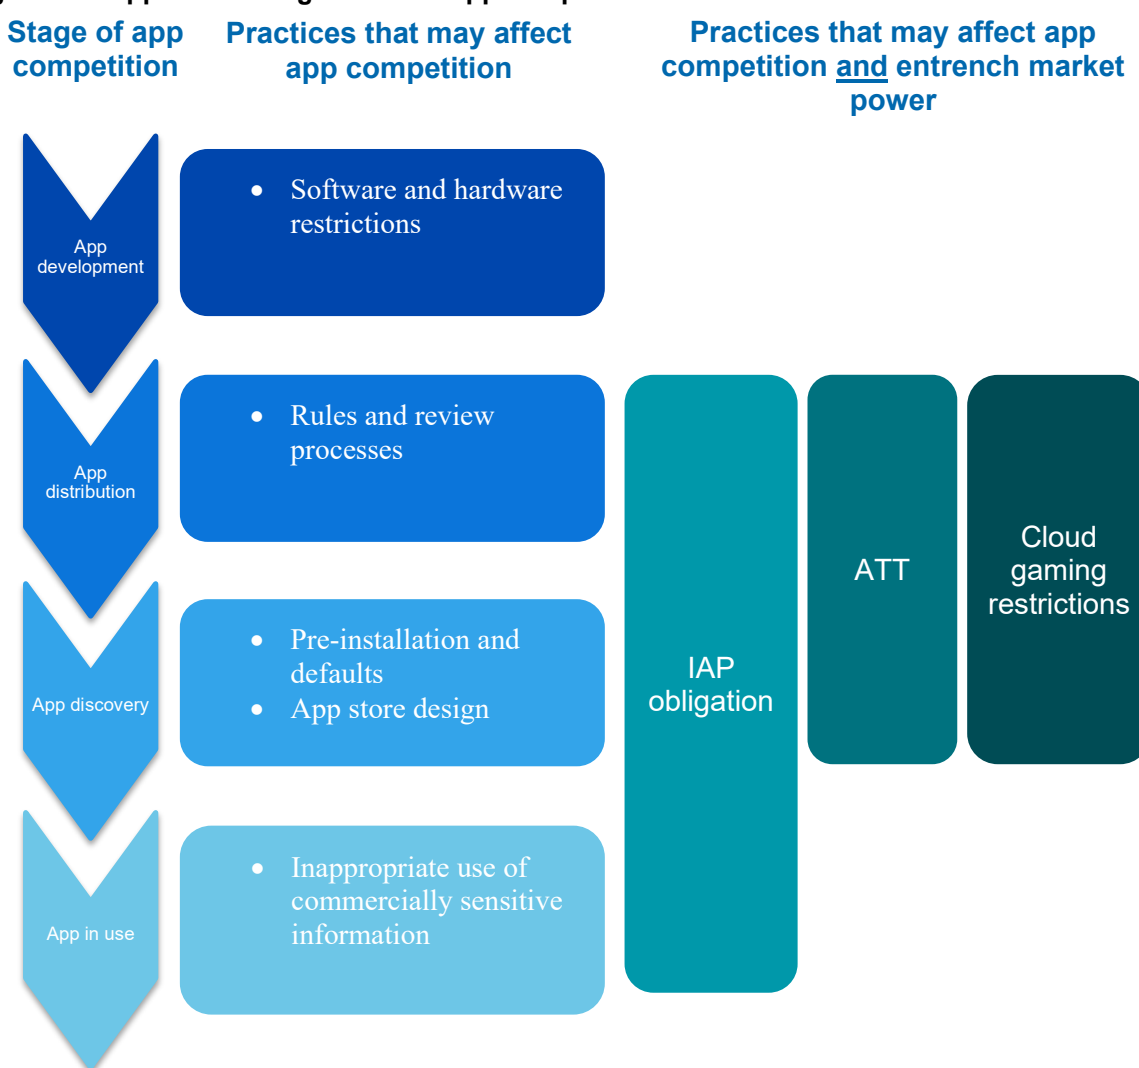 Stage of app
competition
Practices that may affect
app competition
Practices that may affect app
competition and entrench market
power
App
development
• Software and hardware
restrictions
App
distribution
• Rules and review
processes
App discovery
• Pre-installation and
defaults
• App store design
App in use
• Inappropriate use of
commercially sensitive
information
IAP
obligation
ATT
Cloud
gaming
restrictions